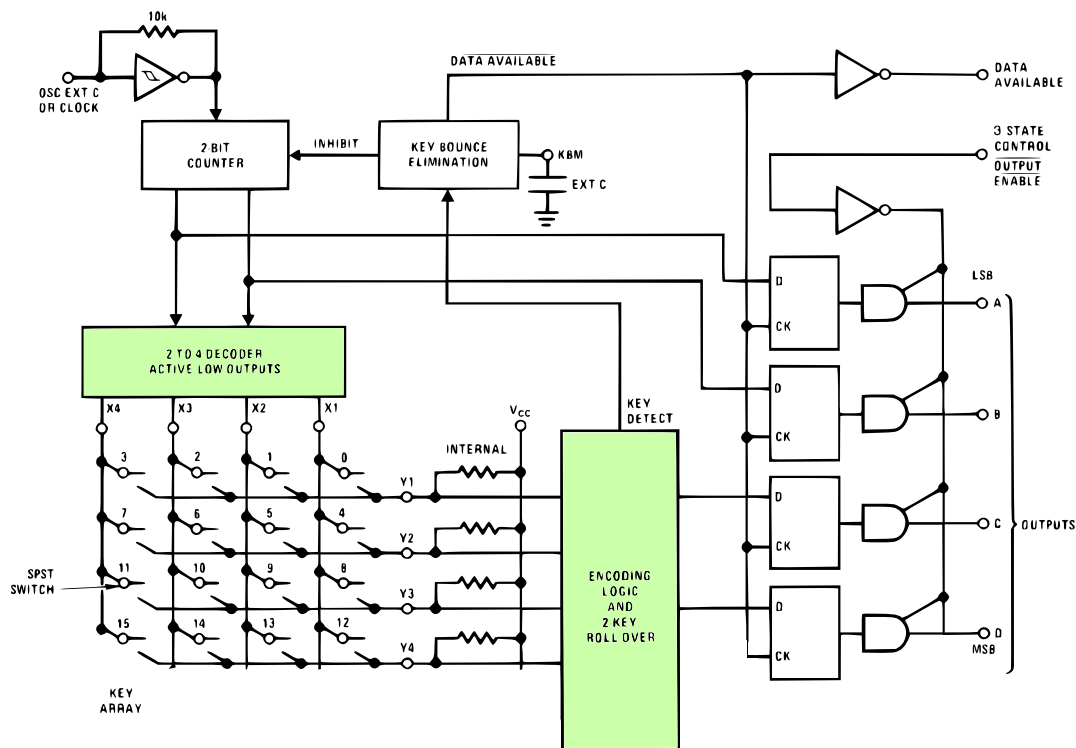 10k
OSC EXT C
OR CLOCK
2-BIT
COUNTER
INHIBIT
KEY BOUNCE
ELIMINATION
DATA AVAILABLE
KBM
EXT C
DATA
AVAILABLE
3 STATE
CONTROL
OUTPUT
ENABLE
2 TO 4 DECODER
ACTIVE LOW OUTPUTS
X4
X3
X2
X1
VCC
INTERNAL
KEY
DETECT
3
2
1
0
Y1
7
6
5
4
Y2
11
10
9
8
Y3
15
14
13
12
Y4
SPST
SWITCH
KEY
ARRAY
ENCODING
LOGIC
AND
2 KEY
ROLL OVER
D
CK
D
CK
D
CK
D
CK
LSB
A
B
C
D
MSB
OUTPUTS